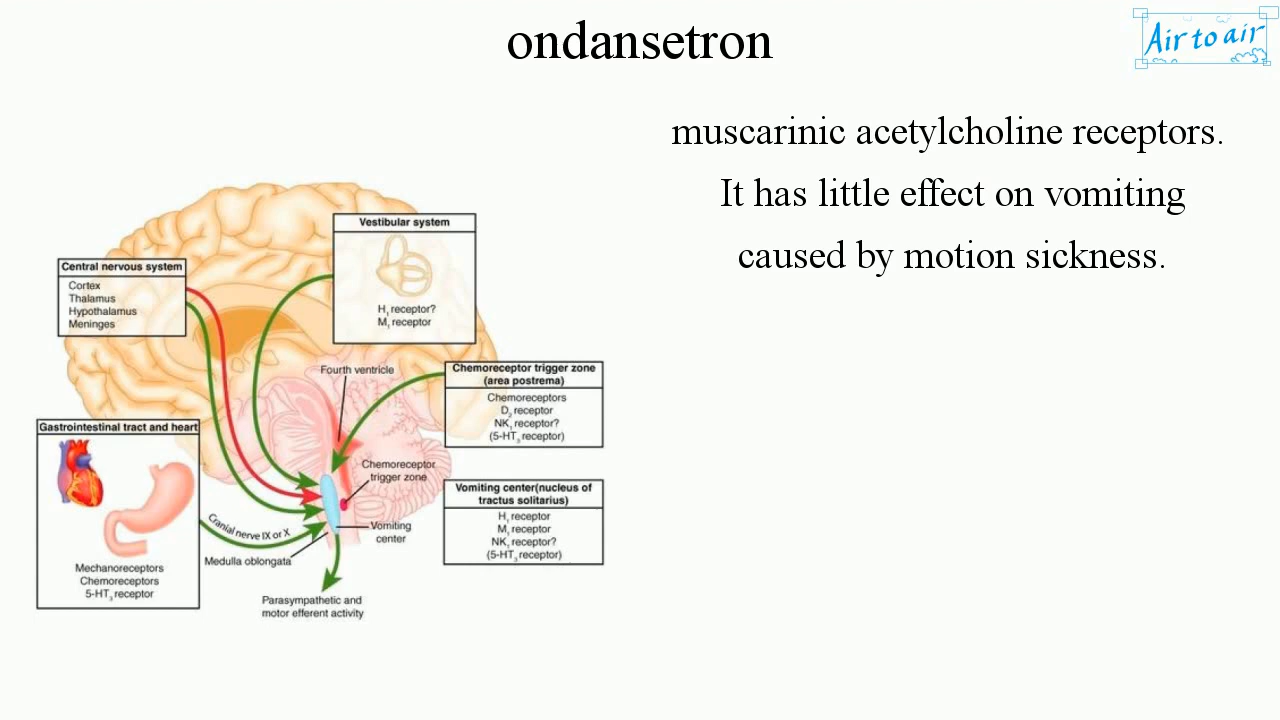 ondansetron
Air to air
muscarinic acetylcholine receptors.
It has little effect on vomiting
caused by motion sickness.
Vestibular system
H₁ receptor?
M₁ receptor
Central nervous system
Cortex
Thalamus
Hypothalamus
Meninges
Fourth ventricle
Chemoreceptor trigger zone
(area postrema)
Chemoreceptors
D₂ receptor
NK₁ receptor?
(5-HT₃ receptor)
Gastrointestinal tract and heart
Mechanoreceptors
Chemoreceptors
5-HT₃ receptor
Chemoreceptor
trigger zone
Vomiting center(nucleus of
tractus solitarius)
H₁ receptor
M₁ receptor
NK₁ receptor?
(5-HT₃ receptor)
Cranial nerve IX or X
Vomiting
center
Medulla oblongata
Parasympathetic and
motor efferent activity